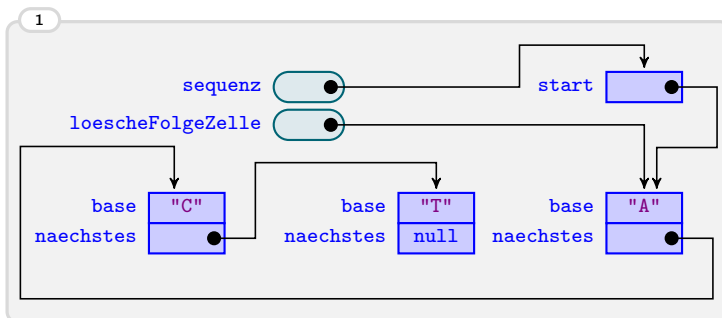 1
sequenz start
loescheFolgeZelle
base "C" base "T" base "A"
naechstes naechstes null naechstes